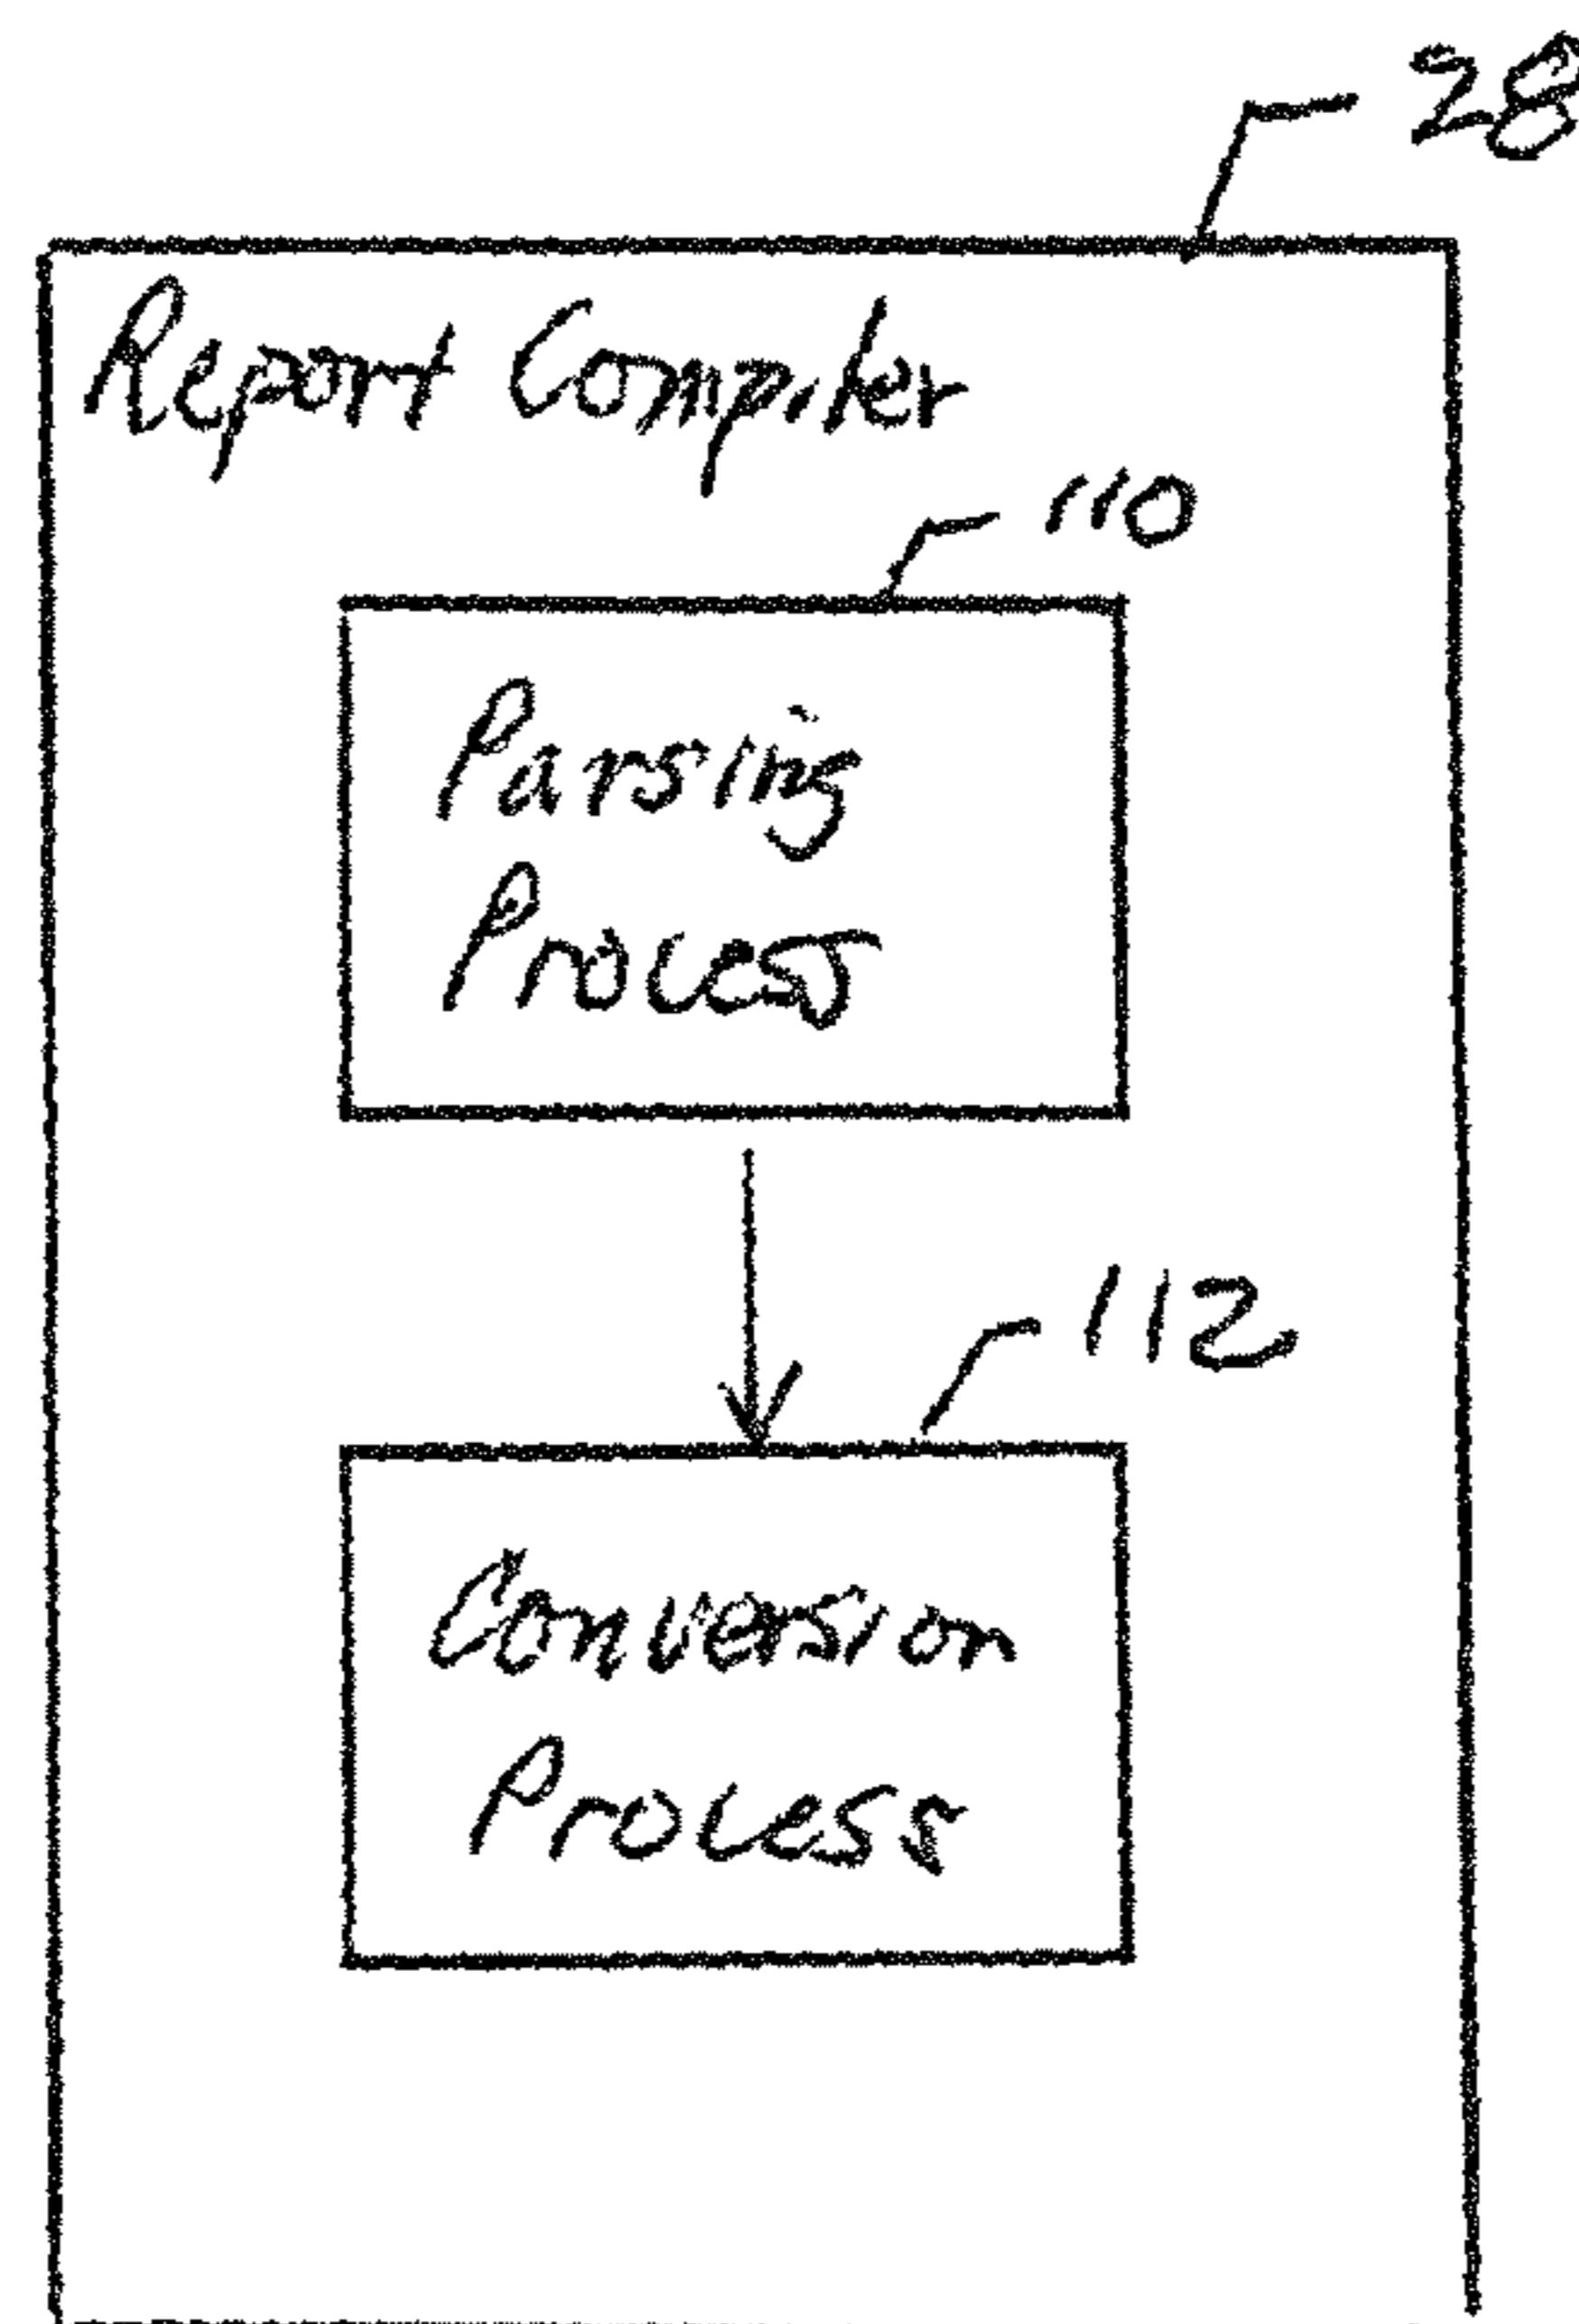 28
Report Compiler
110
Parsing
Process
112
Conversion
Process